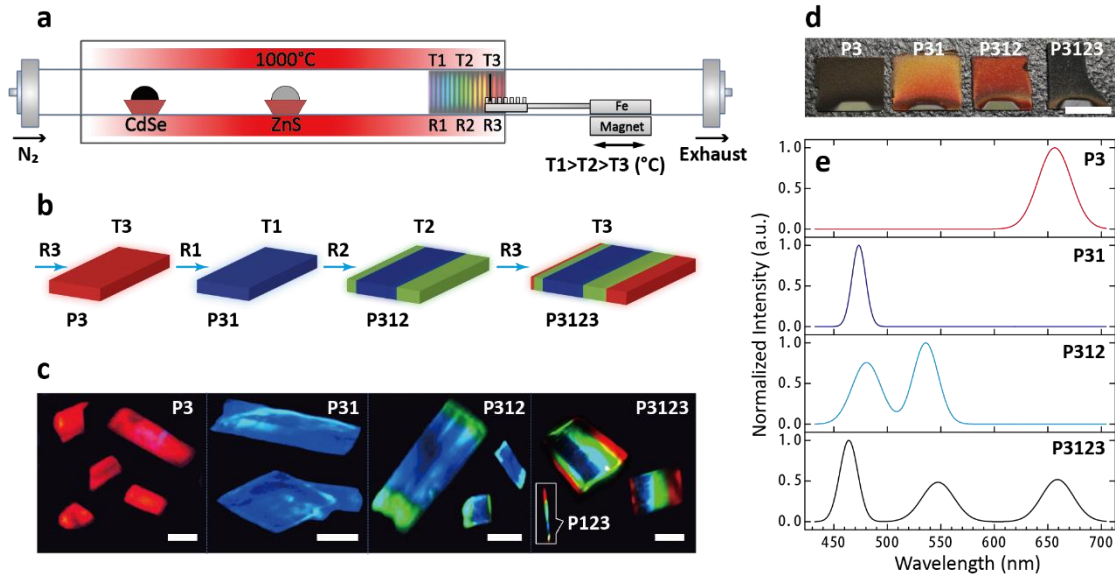 a
1000°C
T1 T2 T3
CdSe
ZnS
R1 R2 R3
Fe
Magnet
N₂
Exhaust
T1>T2>T3 (°C)
b
T3 T1 T2 T3
R3 R1 R2 R3
P3 P31 P312 P3123
c
P3 P31 P312 P3123
P123
d
P3 P31 P312 P3123
e
Normalized Intensity (a.u.)
P3
1.0
0.5
0.0
P31
1.0
0.5
0.0
P312
1.0
0.5
0.0
P3123
1.0
0.5
0.0
450 500 550 600 650 700
Wavelength (nm)